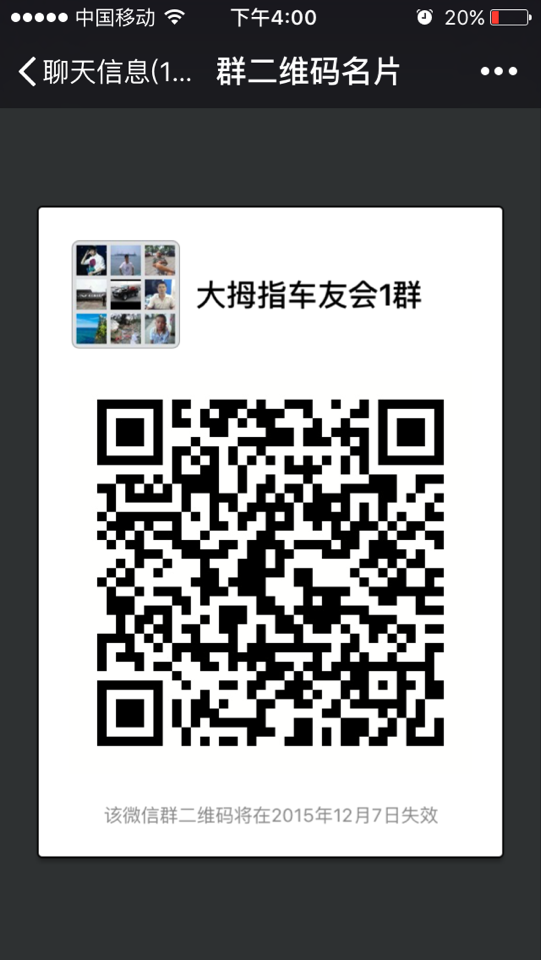 中国移动 下午4:00 20%
聊天信息(1... 群二维码名片
大拇指车友会1群
该微信群二维码将在2015年12月7日失效